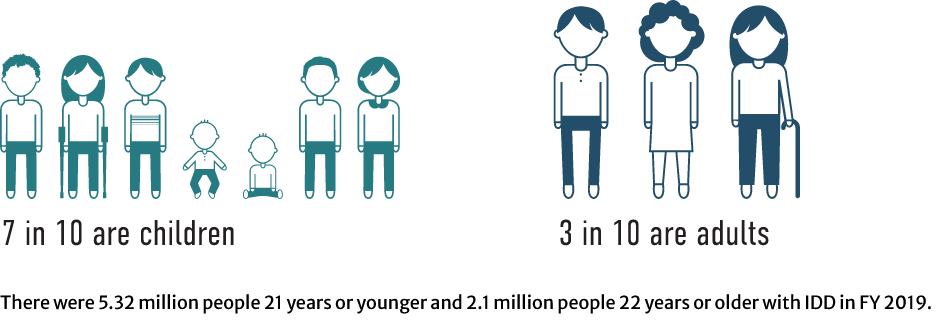 7 in 10 are children
3 in 10 are adults
There were 5.32 million people 21 years or younger and 2.1 million people 22 years or older with IDD in FY 2019.